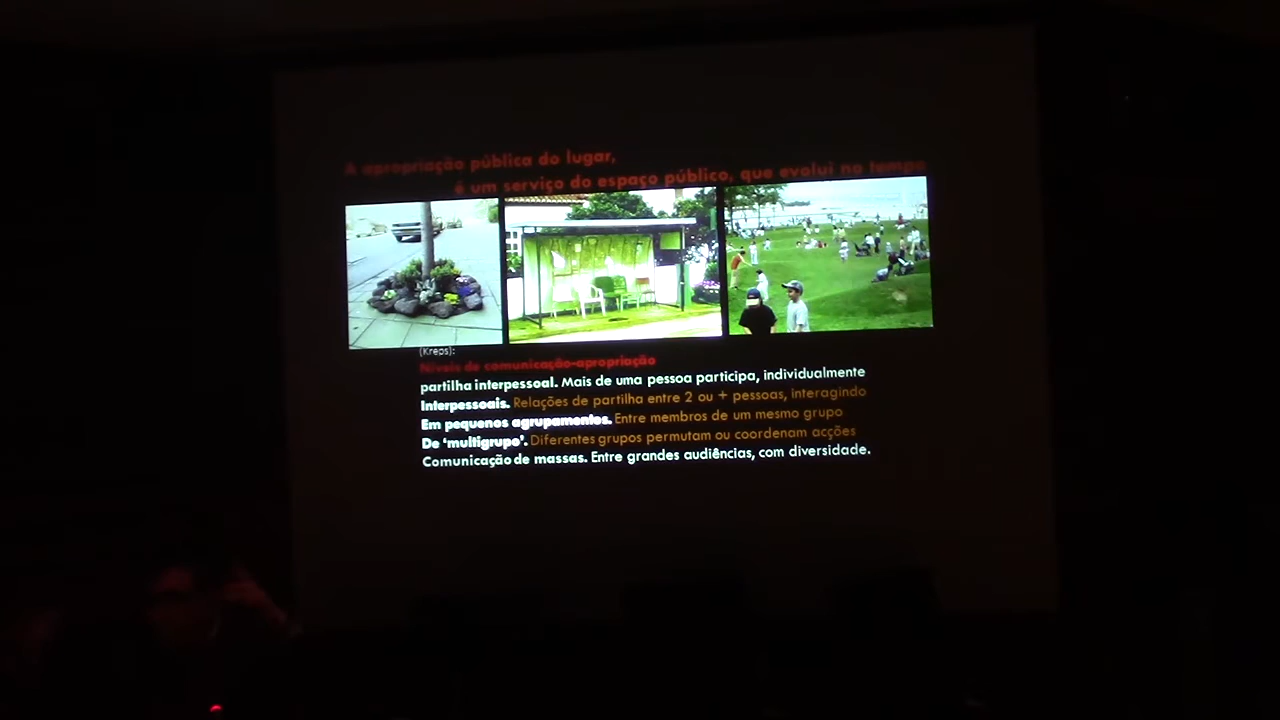 A apropriação pública do lugar,
é um serviço do espaço público, que evolui no tempo
(Kreps):
Níveis de comunicação-apropriação
partilha interpessoal. Mais de uma pessoa participa, individualmente
Interpessoais. Relações de partilha entre 2 ou + pessoas, interagindo
Em pequenos agrupamentos. Entre membros de um mesmo grupo
De ‘multigrupo’. Diferentes grupos permutam ou coordenam acções
Comunicação de massas. Entre grandes audiências, com diversidade.